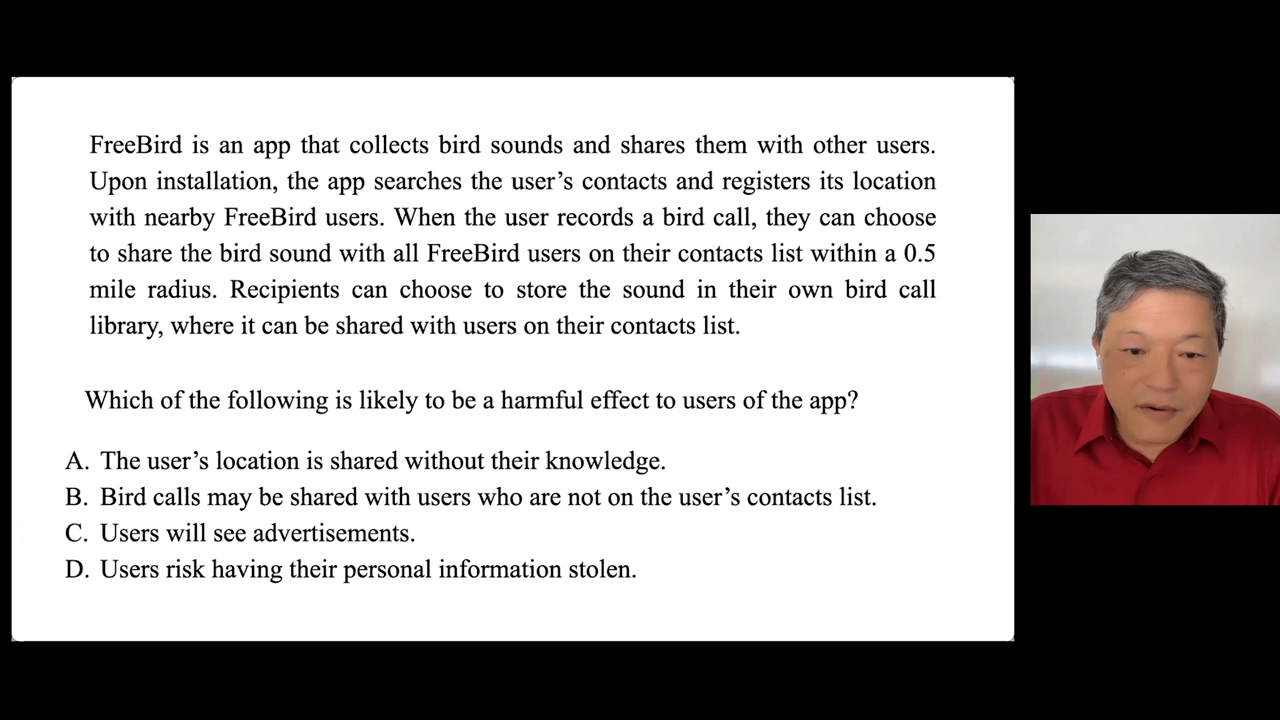 FreeBird is an app that collects bird sounds and shares them with other users.
Upon installation, the app searches the user’s contacts and registers its location
with nearby FreeBird users. When the user records a bird call, they can choose
to share the bird sound with all FreeBird users on their contacts list within a 0.5
mile radius. Recipients can choose to store the sound in their own bird call
library, where it can be shared with users on their contacts list.
Which of the following is likely to be a harmful effect to users of the app?
A. The user’s location is shared without their knowledge.
B. Bird calls may be shared with users who are not on the user’s contacts list.
C. Users will see advertisements.
D. Users risk having their personal information stolen.